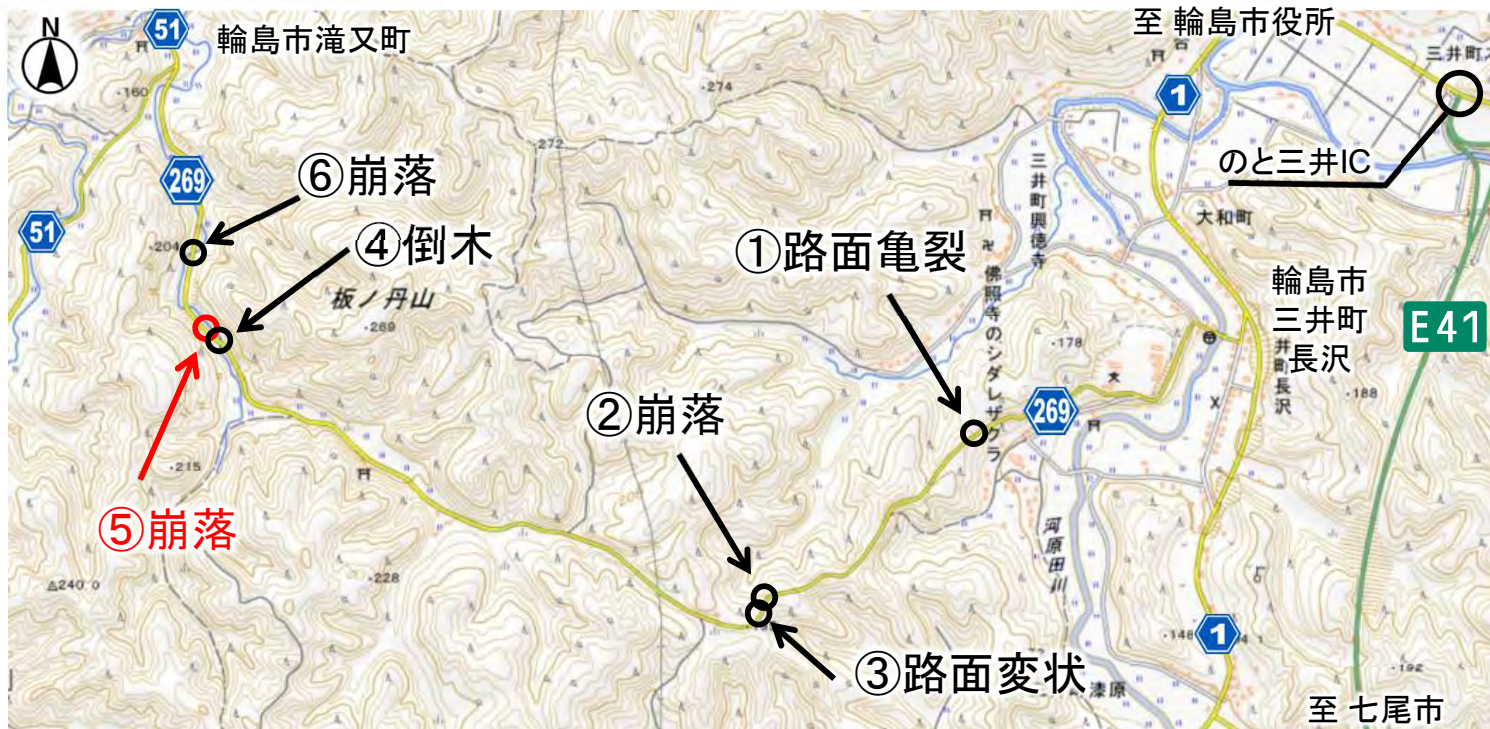 N
51
輪島市滝又町
至 輪島市役所
三井町
・160
・274
1
272
のと三井IC
269
⑥崩落
三井町興徳寺
51
・204
④倒木
①路面亀裂
大和町
板ノ丹山
・269
佛照寺のシダレザクラ
・178
輪島市
三井町
長沢
E41
井町長沢
・188
②崩落
269
・215
⑤崩落
河原田川
△240.0
・228
・148
1
・192
③路面変状
漆原
至 七尾市